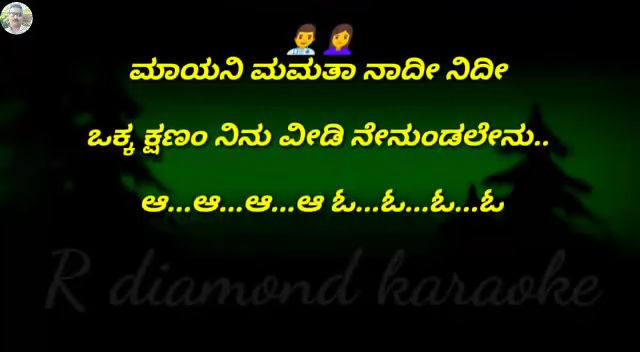 ಮಾಯನಿ ಮಮತಾ ನಾದೀ ನಿದೀ
ಒಕ್ಕ ಕ್ಷಣಂ ನಿನು ವೀಡಿ ನೇನುಂಡಲೇನು..
ಆ...ಆ...ಆ...ಆ ಓ...ಓ...ಓ...ಓ
R diamond karaoke